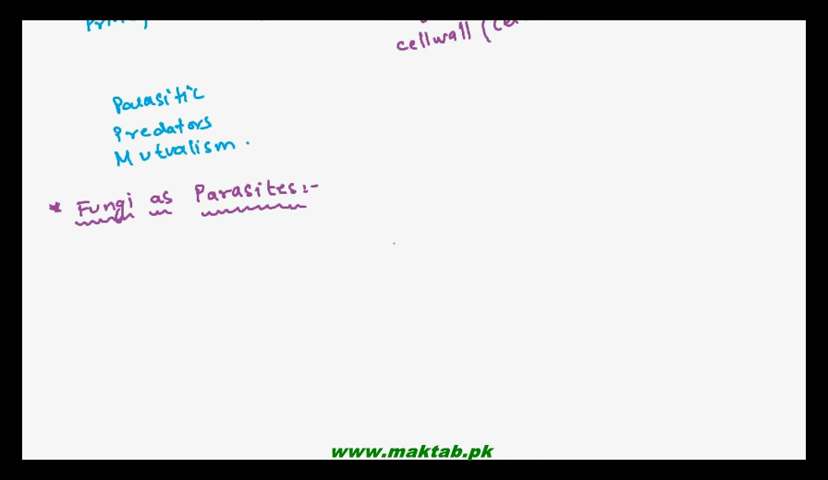 cellwall (
Parasitic
Predators
Mutualism.
* Fungi as Parasites:-
www.maktab.pk